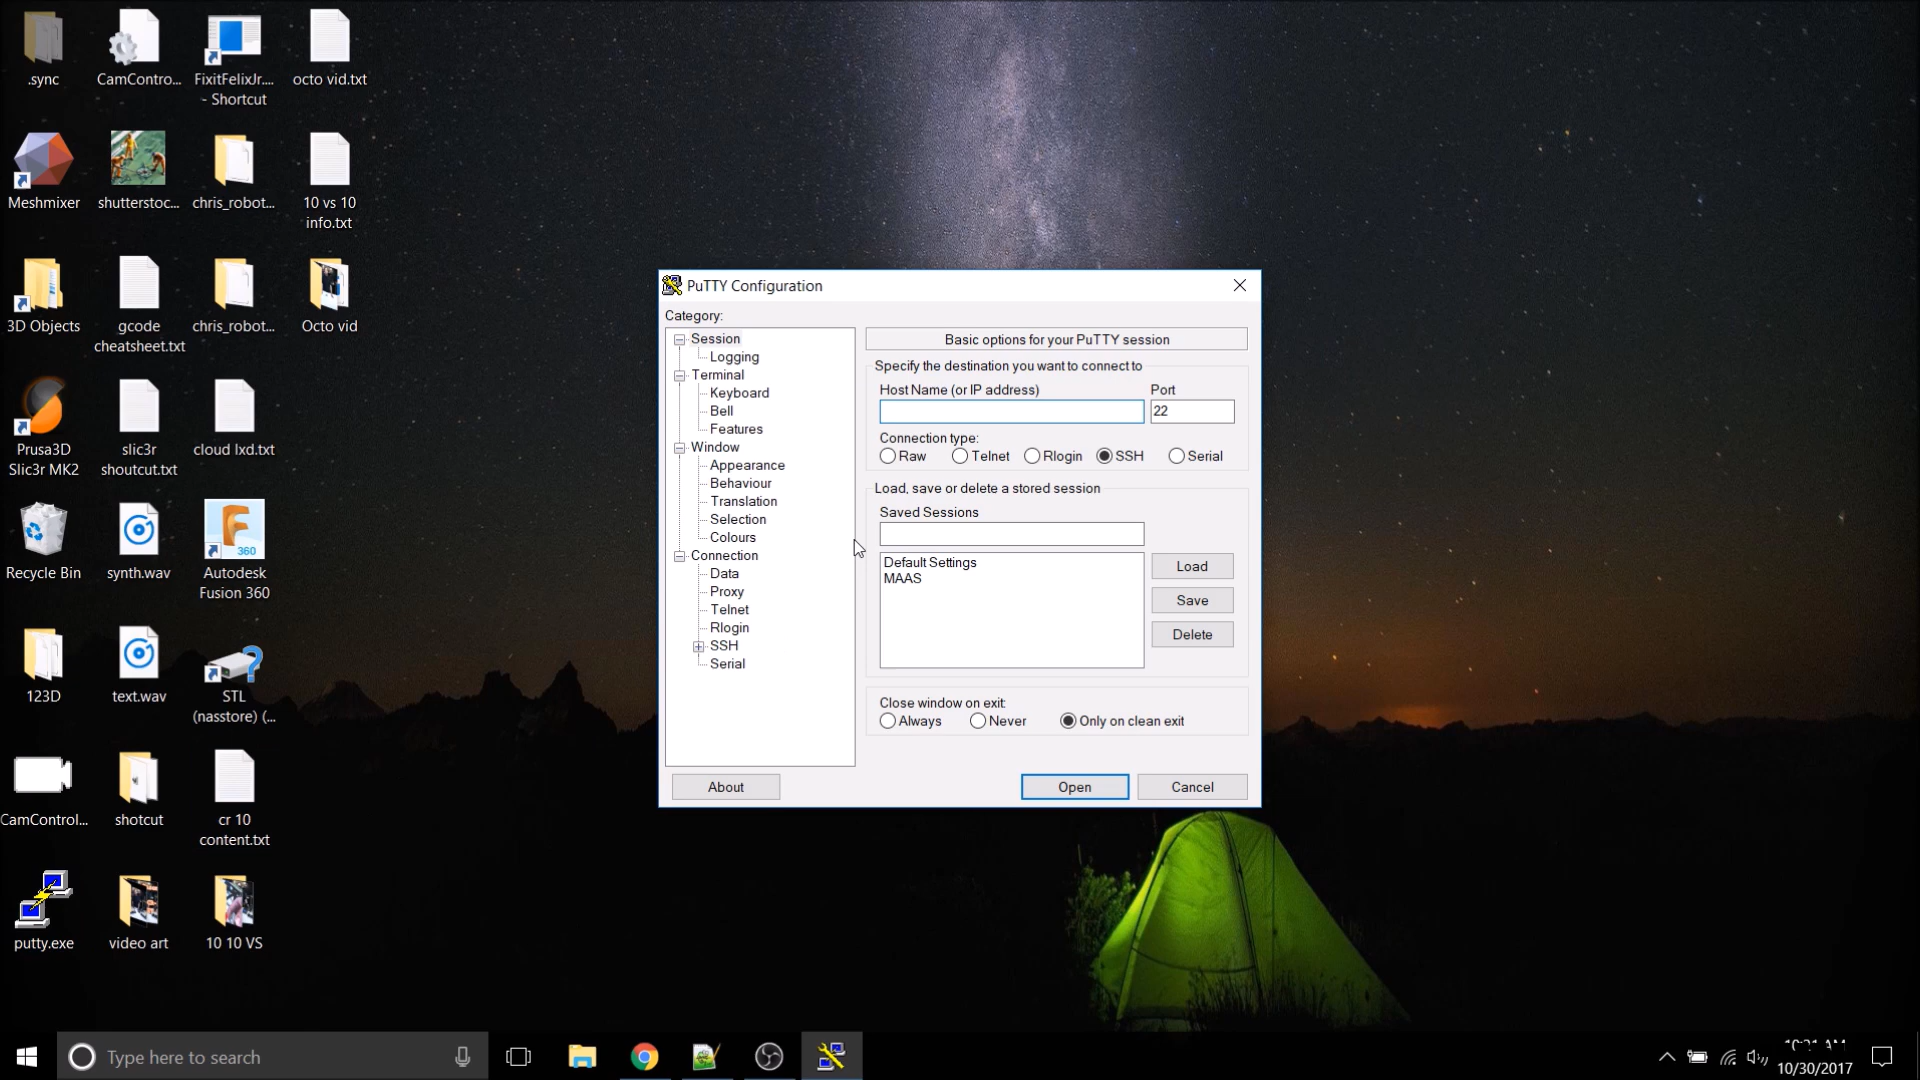 .sync
CamContro...
FixitFelixJr....
- Shortcut
octo vid.txt
Meshmixer
shutterstoc...
chris_robot...
10 vs 10
info.txt
3D Objects
gcode
cheatsheet.txt
chris_robot...
Octo vid
Prusa3D
Slic3r MK2
slic3r
shoutcut.txt
cloud lxd.txt
Recycle Bin
synth.wav
360
Autodesk
Fusion 360
123D
text.wav
STL
(nasstore) (...
CamControl...
shotcut
cr 10
content.txt
putty.exe
video art
10 10 VS
PuTTY Configuration
Category:
Session
Logging
Terminal
Keyboard
Bell
Features
Window
Appearance
Behaviour
Translation
Selection
Colours
Connection
Data
Proxy
Telnet
Rlogin
SSH
Serial
Basic options for your PuTTY session
Specify the destination you want to connect to
Host Name (or IP address)
Port
22
Connection type:
Raw
Telnet
Rlogin
SSH
Serial
Load, save or delete a stored session
Saved Sessions
Default Settings
MAAS
Load
Save
Delete
Close window on exit:
Always
Never
Only on clean exit
About
Open
Cancel
Type here to search
10/30/2017